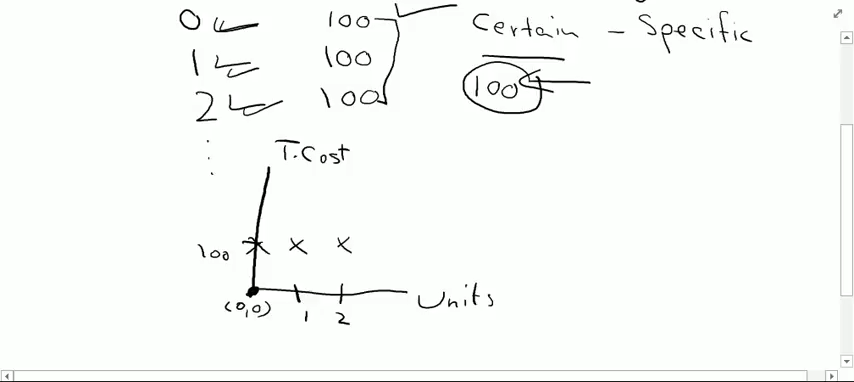 0 100 Certain - Specific
1 100 100
2 100
T.Cost
100
(0,0) 1 2 Units